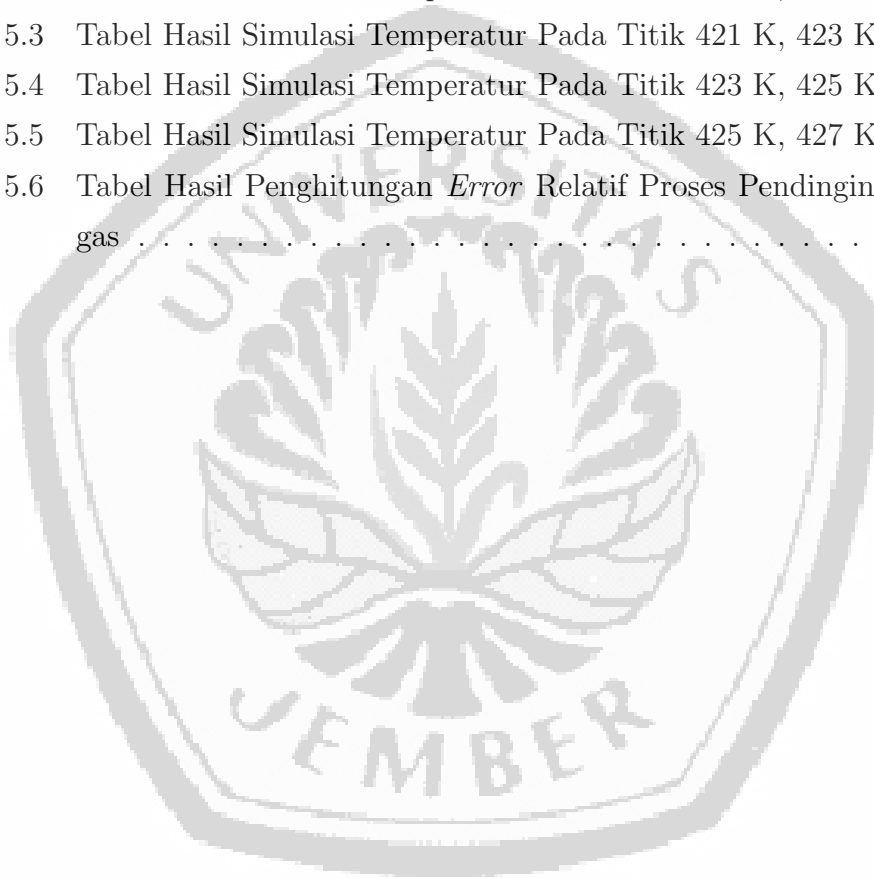 5.3 Tabel Hasil Simulasi Temperatur Pada Titik 421 K, 423 K
5.4 Tabel Hasil Simulasi Temperatur Pada Titik 423 K, 425 K
5.5 Tabel Hasil Simulasi Temperatur Pada Titik 425 K, 427 K
5.6 Tabel Hasil Penghitungan Error Relatif Proses Pendingin
gas . . . . . . . . . . . . . . . . . . . . . . . . . . . . . .
UNIVERSITAS
JEMBER